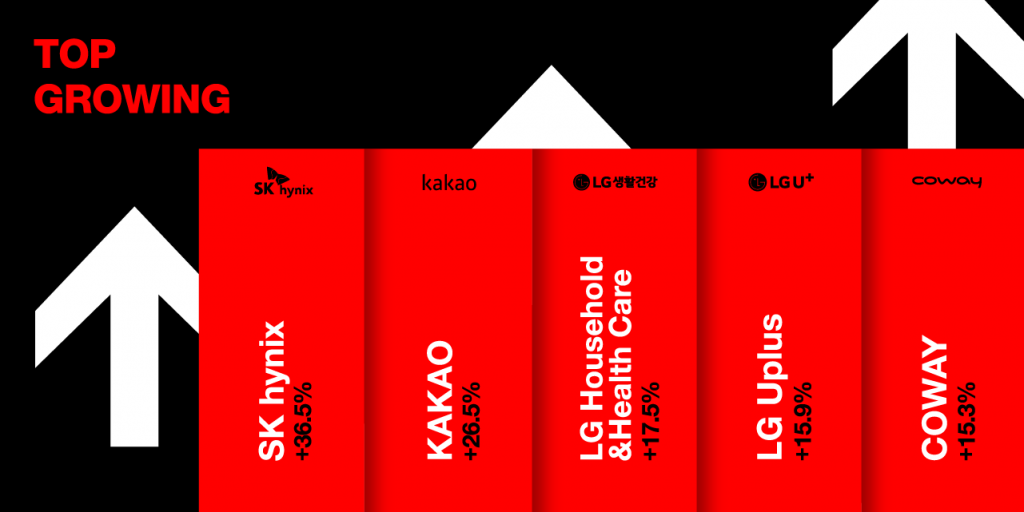 TOP
GROWING
SK hynix
kakao
LG생활건강
LG U+
coway
SK hynix
+36.5%
KAKAO
+26.5%
LG Household
&Health Care
+17.5%
LG Uplus
+15.9%
COWAY
+15.3%